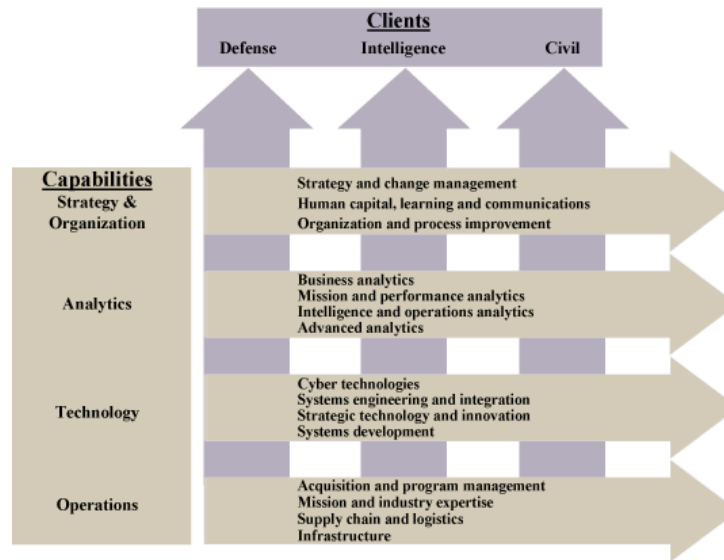 Clients
Defense Intelligence Civil
Capabilities
Strategy &
Organization
Strategy and change management
Human capital, learning and communications
Organization and process improvement
Analytics
Business analytics
Mission and performance analytics
Intelligence and operations analytics
Advanced analytics
Technology
Cyber technologies
Systems engineering and integration
Strategic technology and innovation
Systems development
Operations
Acquisition and program management
Mission and industry expertise
Supply chain and logistics
Infrastructure